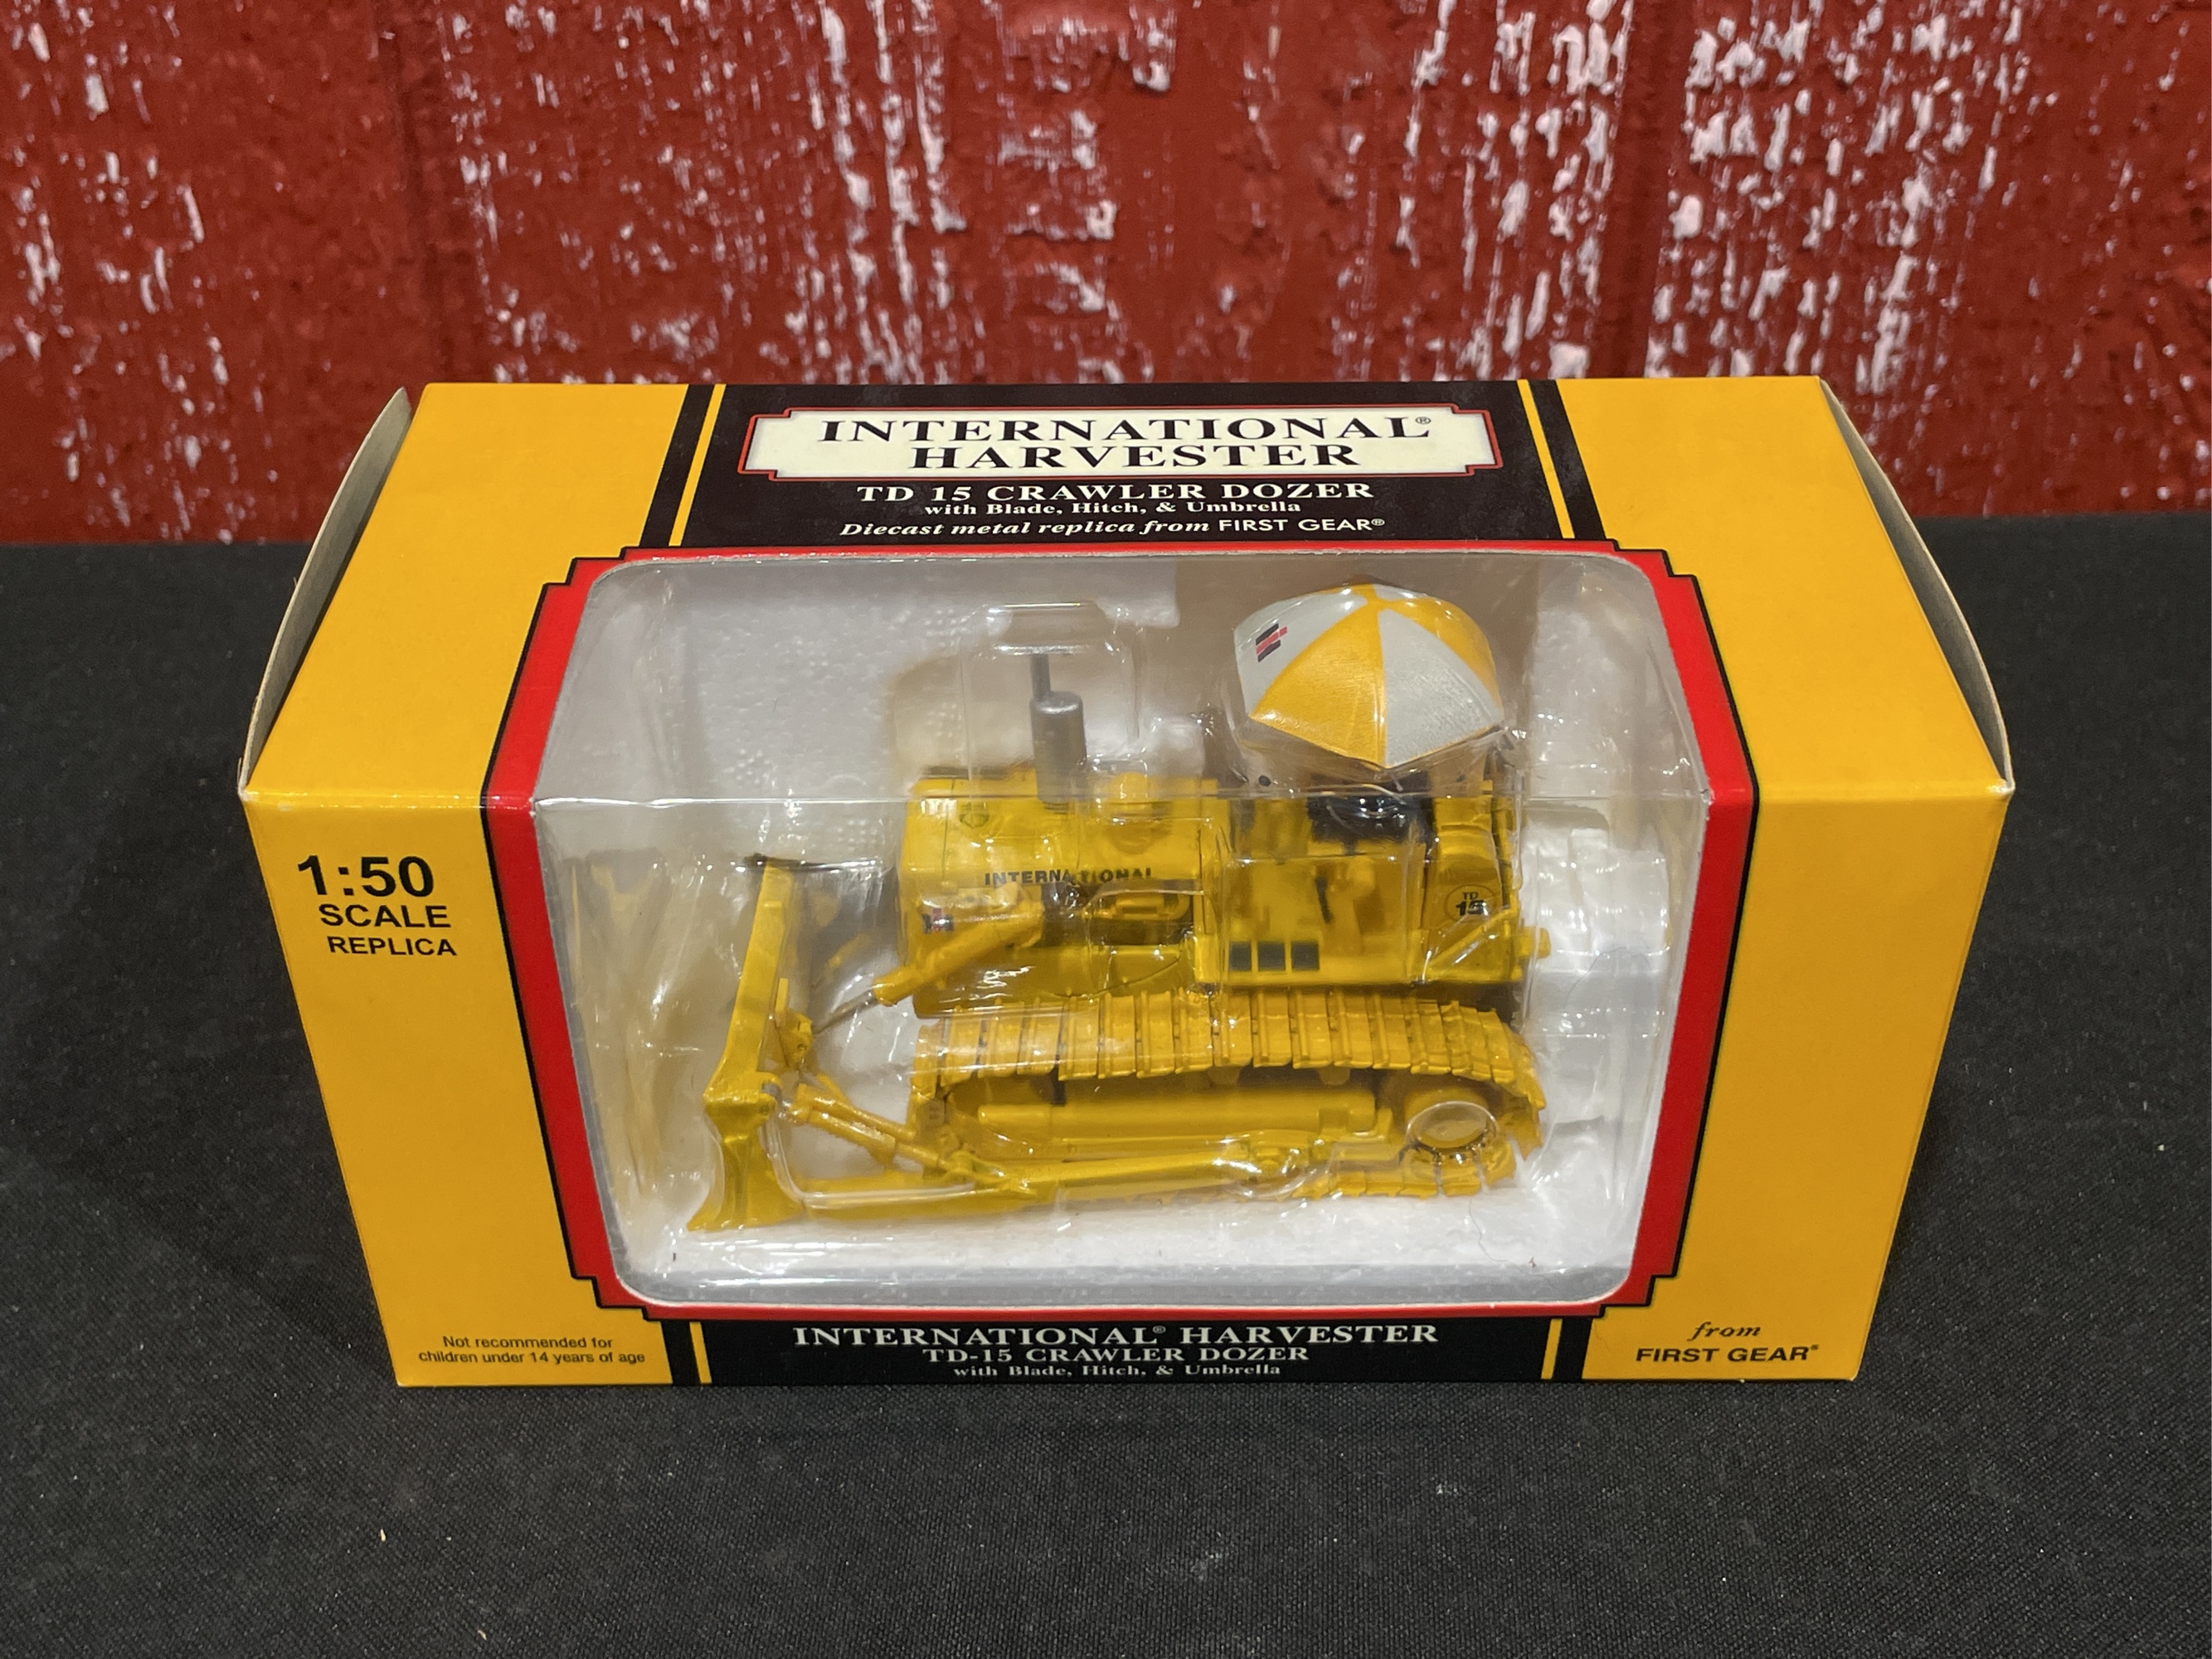 INTERNATIONAL®
HARVESTER
TD 15 CRAWLER DOZER
with Blade, Hitch, & Umbrella
Diecast metal replica from FIRST GEAR®
INTERNATIONAL
TD
15
1:50
SCALE
REPLICA
Not recommended for
children under 14 years of age
INTERNATIONAL® HARVESTER
TD-15 CRAWLER DOZER
with Blade, Hitch, & Umbrella
from
FIRST GEAR®